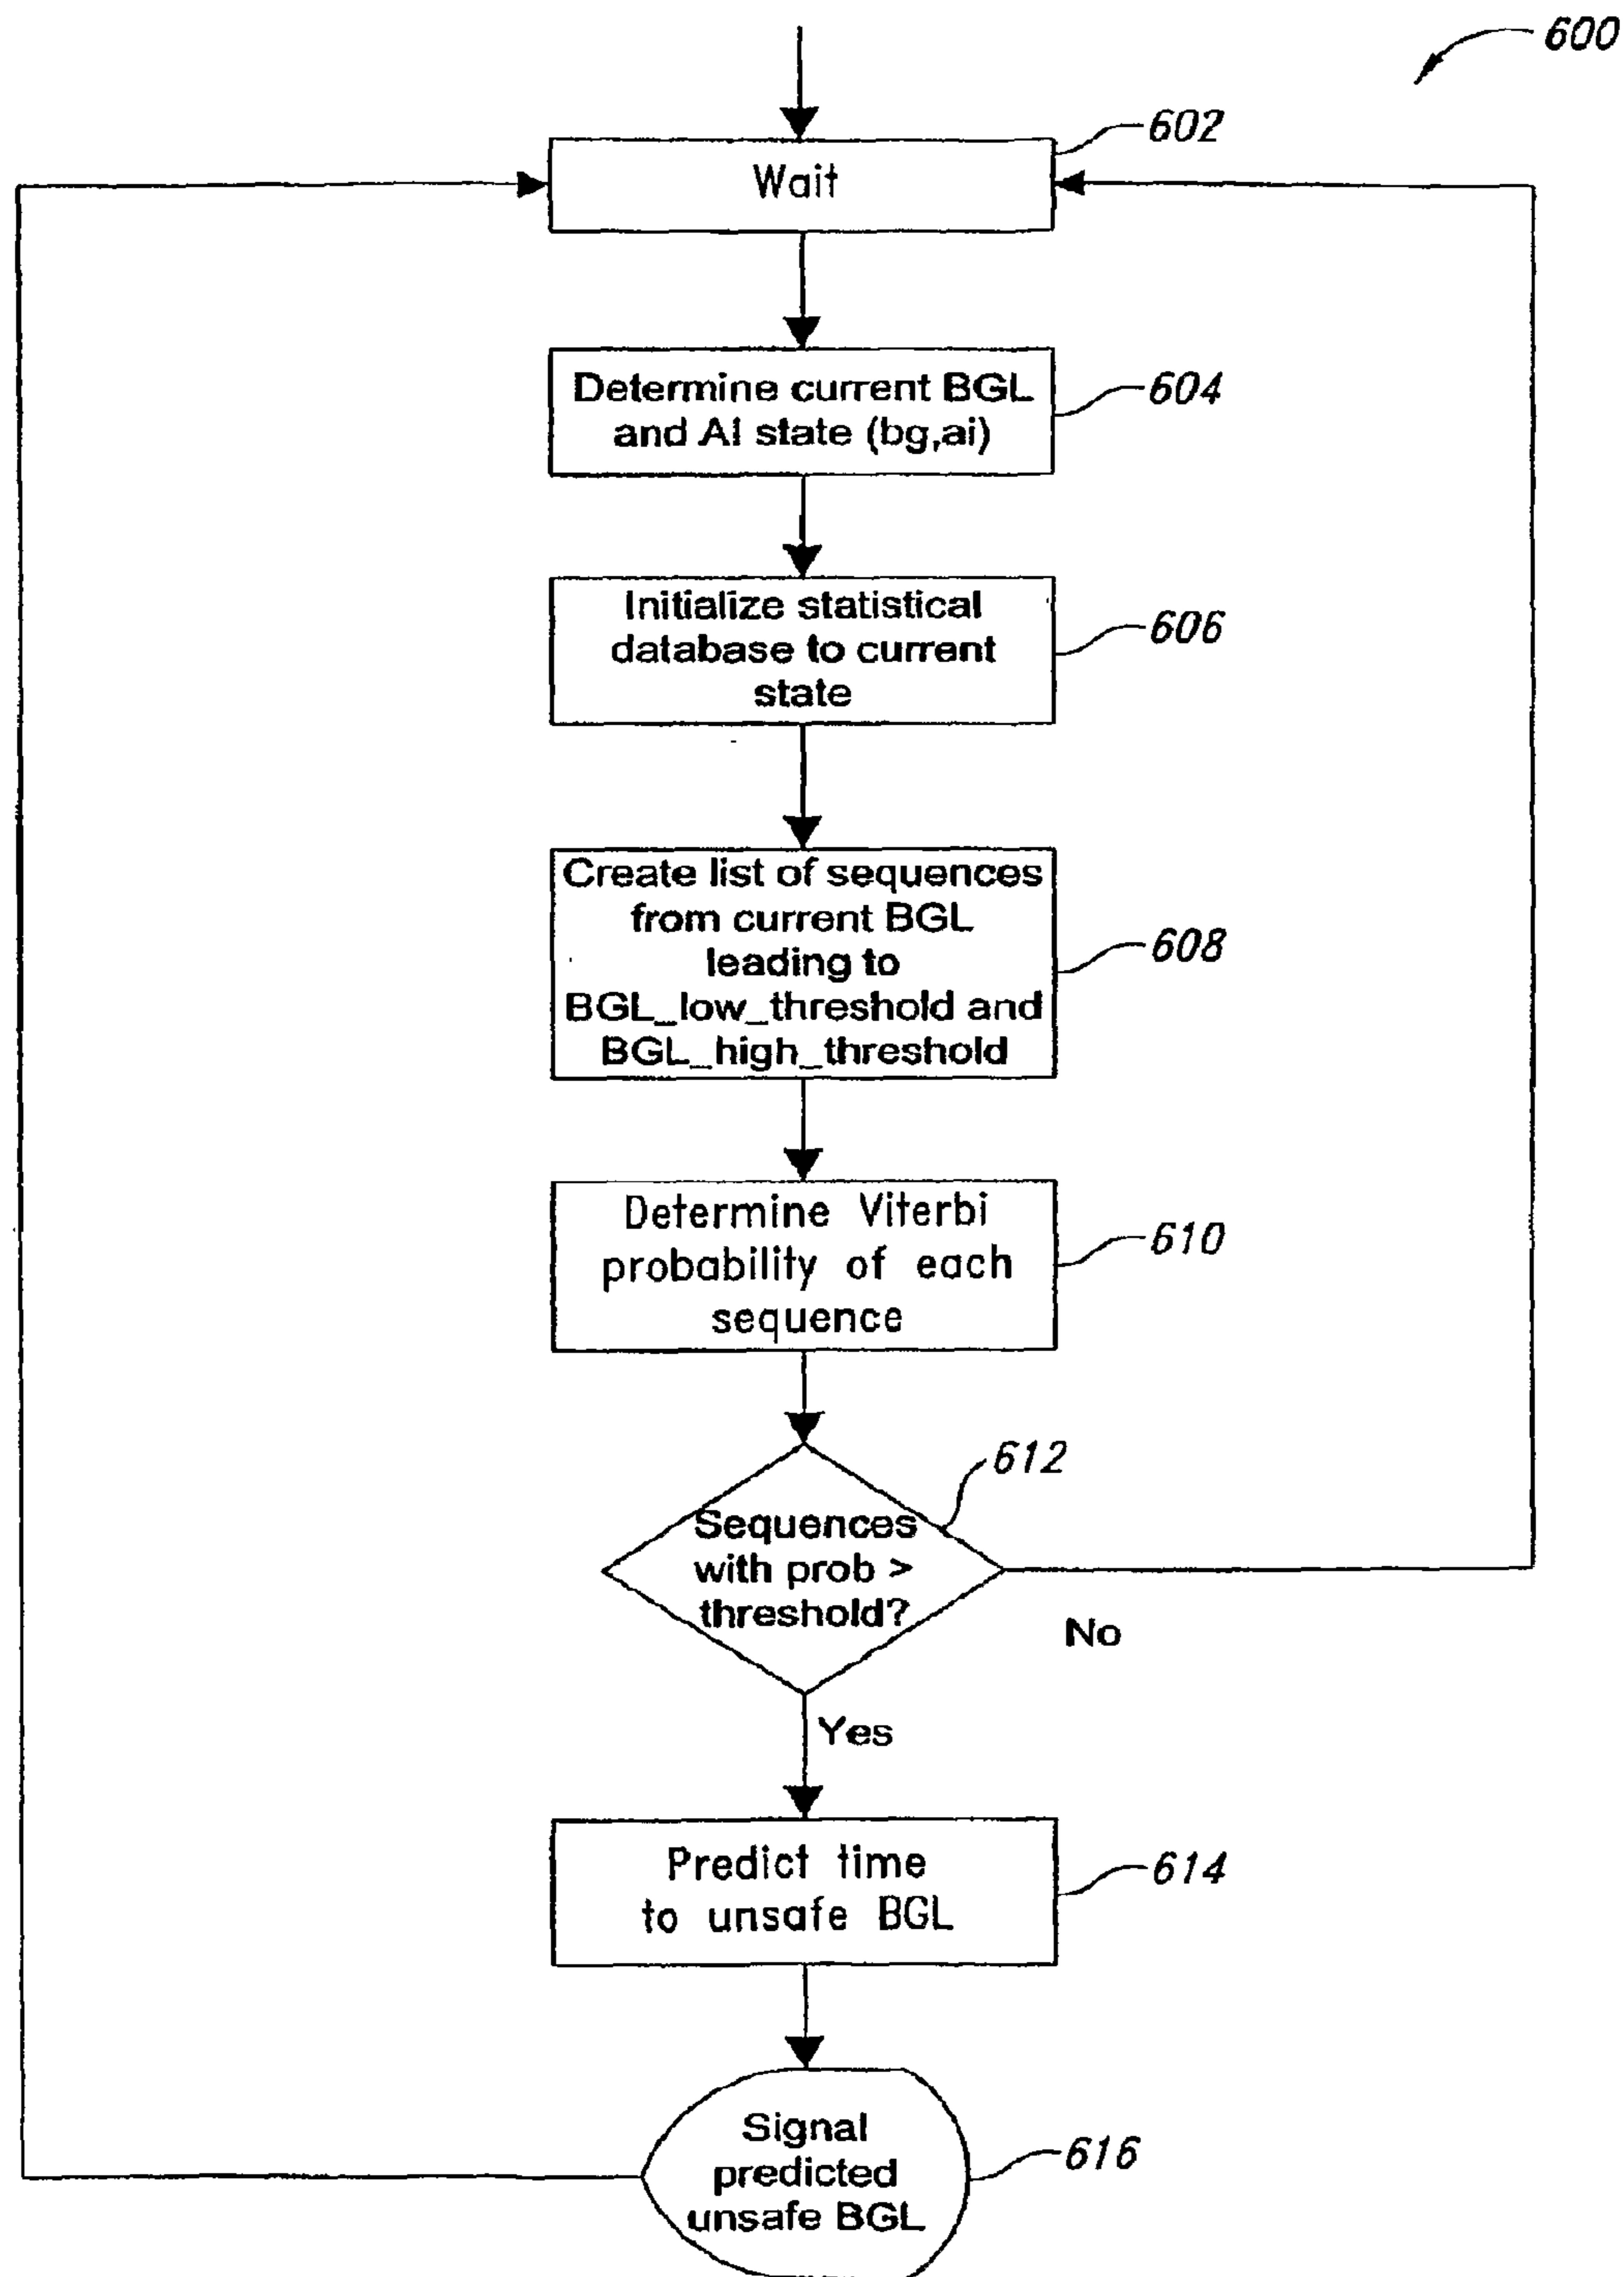 600
602
Wait
Determine current BGL
and AI state (bg,ai)
604
Initialize statistical
database to current
state
606
Create list of sequences
from current BGL
leading to
BGL_low_threshold and
BGL_high_threshold
608
Determine Viterbi
probability of each
sequence
610
612
Sequences
with prob >
threshold?
No
Yes
Predict time
to unsafe BGL
614
Signal
predicted
unsafe BGL
616